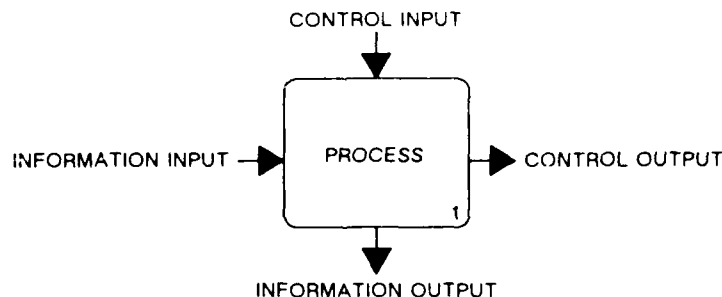 CONTROL INPUT
INFORMATION INPUT
PROCESS
CONTROL OUTPUT
1
INFORMATION OUTPUT